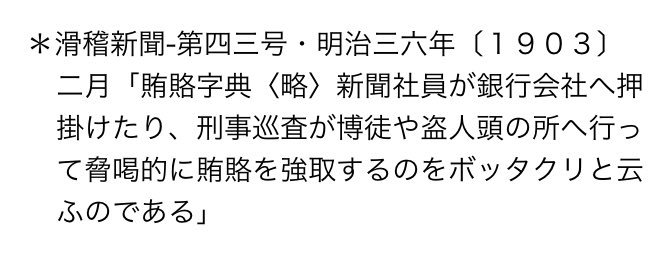 ＊滑稽新聞-第四三号・明治三六年〔１９０３〕
二月「賄賂字典〈略〉新聞社員が銀行会社へ押
掛けたり、刑事巡査が博徒や盗人頭の所へ行っ
て脅喝的に賄賂を強取するのをボッタクリと云
ふのである」